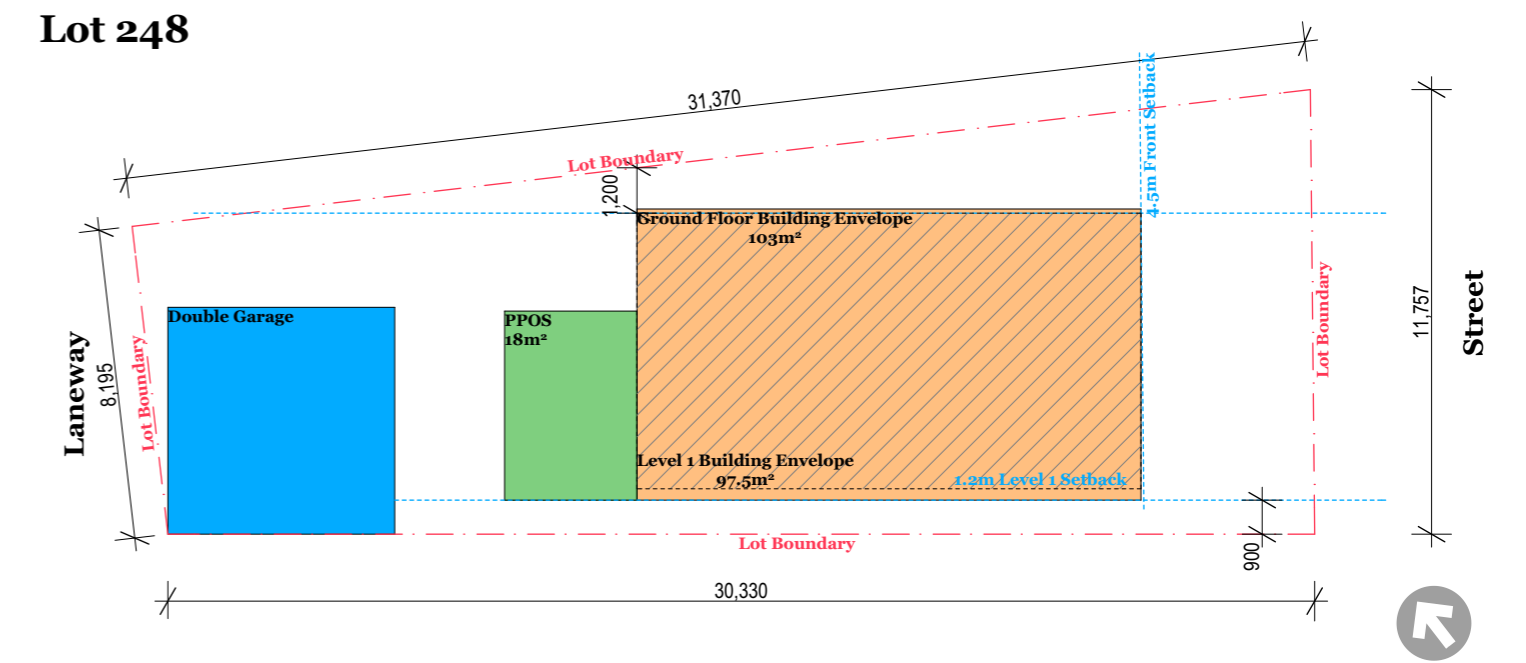 Lot 248
31,370
4.5m Front Setback
Lot Boundary
1,200
Ground Floor Building Envelope
103m²
Double Garage
PPOS
18m²
Laneway
8,195
Lot Boundary
Lot Boundary
11,757
Street
Level 1 Building Envelope
97.5m²
1.2m Level 1 Setback
Lot Boundary
900
30,330